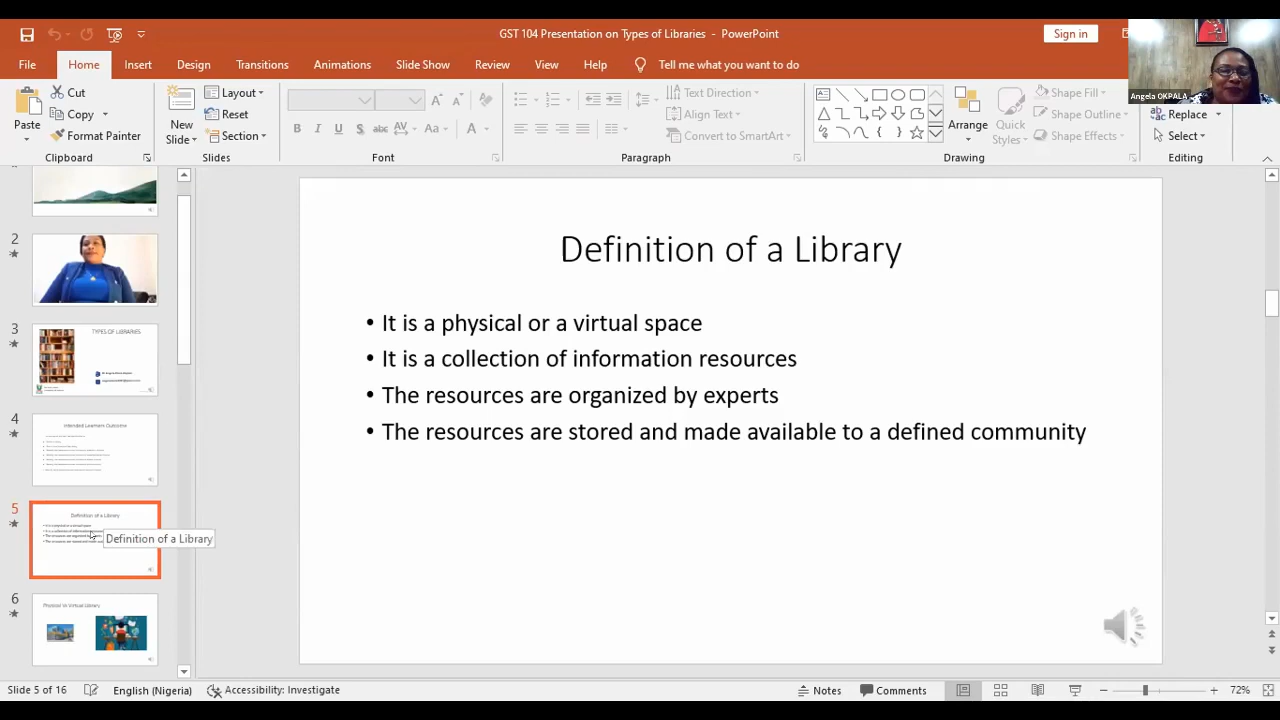 GST 104 Presentation on Types of Libraries - PowerPoint
Sign in
File Home Insert Design Transitions Animations Slide Show Review View Help Tell me what you want to do
Angela OKPALA
Paste
Cut
Copy
Format Painter
Clipboard
New Slide
Layout
Reset
Section
Slides
Font
Text Direction
Align Text
Convert to SmartArt
Paragraph
Arrange
Quick Styles
Shape Fill
Shape Outline
Shape Effects
Drawing
Replace
Select
Editing
2
3
TYPES OF LIBRARIES
4
Intended Learners Outcome
5
Definition of a Library
Definition of a Library
6
Physical Vs Virtual Library
Definition of a Library
• It is a physical or a virtual space
• It is a collection of information resources
• The resources are organized by experts
• The resources are stored and made available to a defined community
Slide 5 of 16 English (Nigeria) Accessibility: Investigate Notes Comments 72%